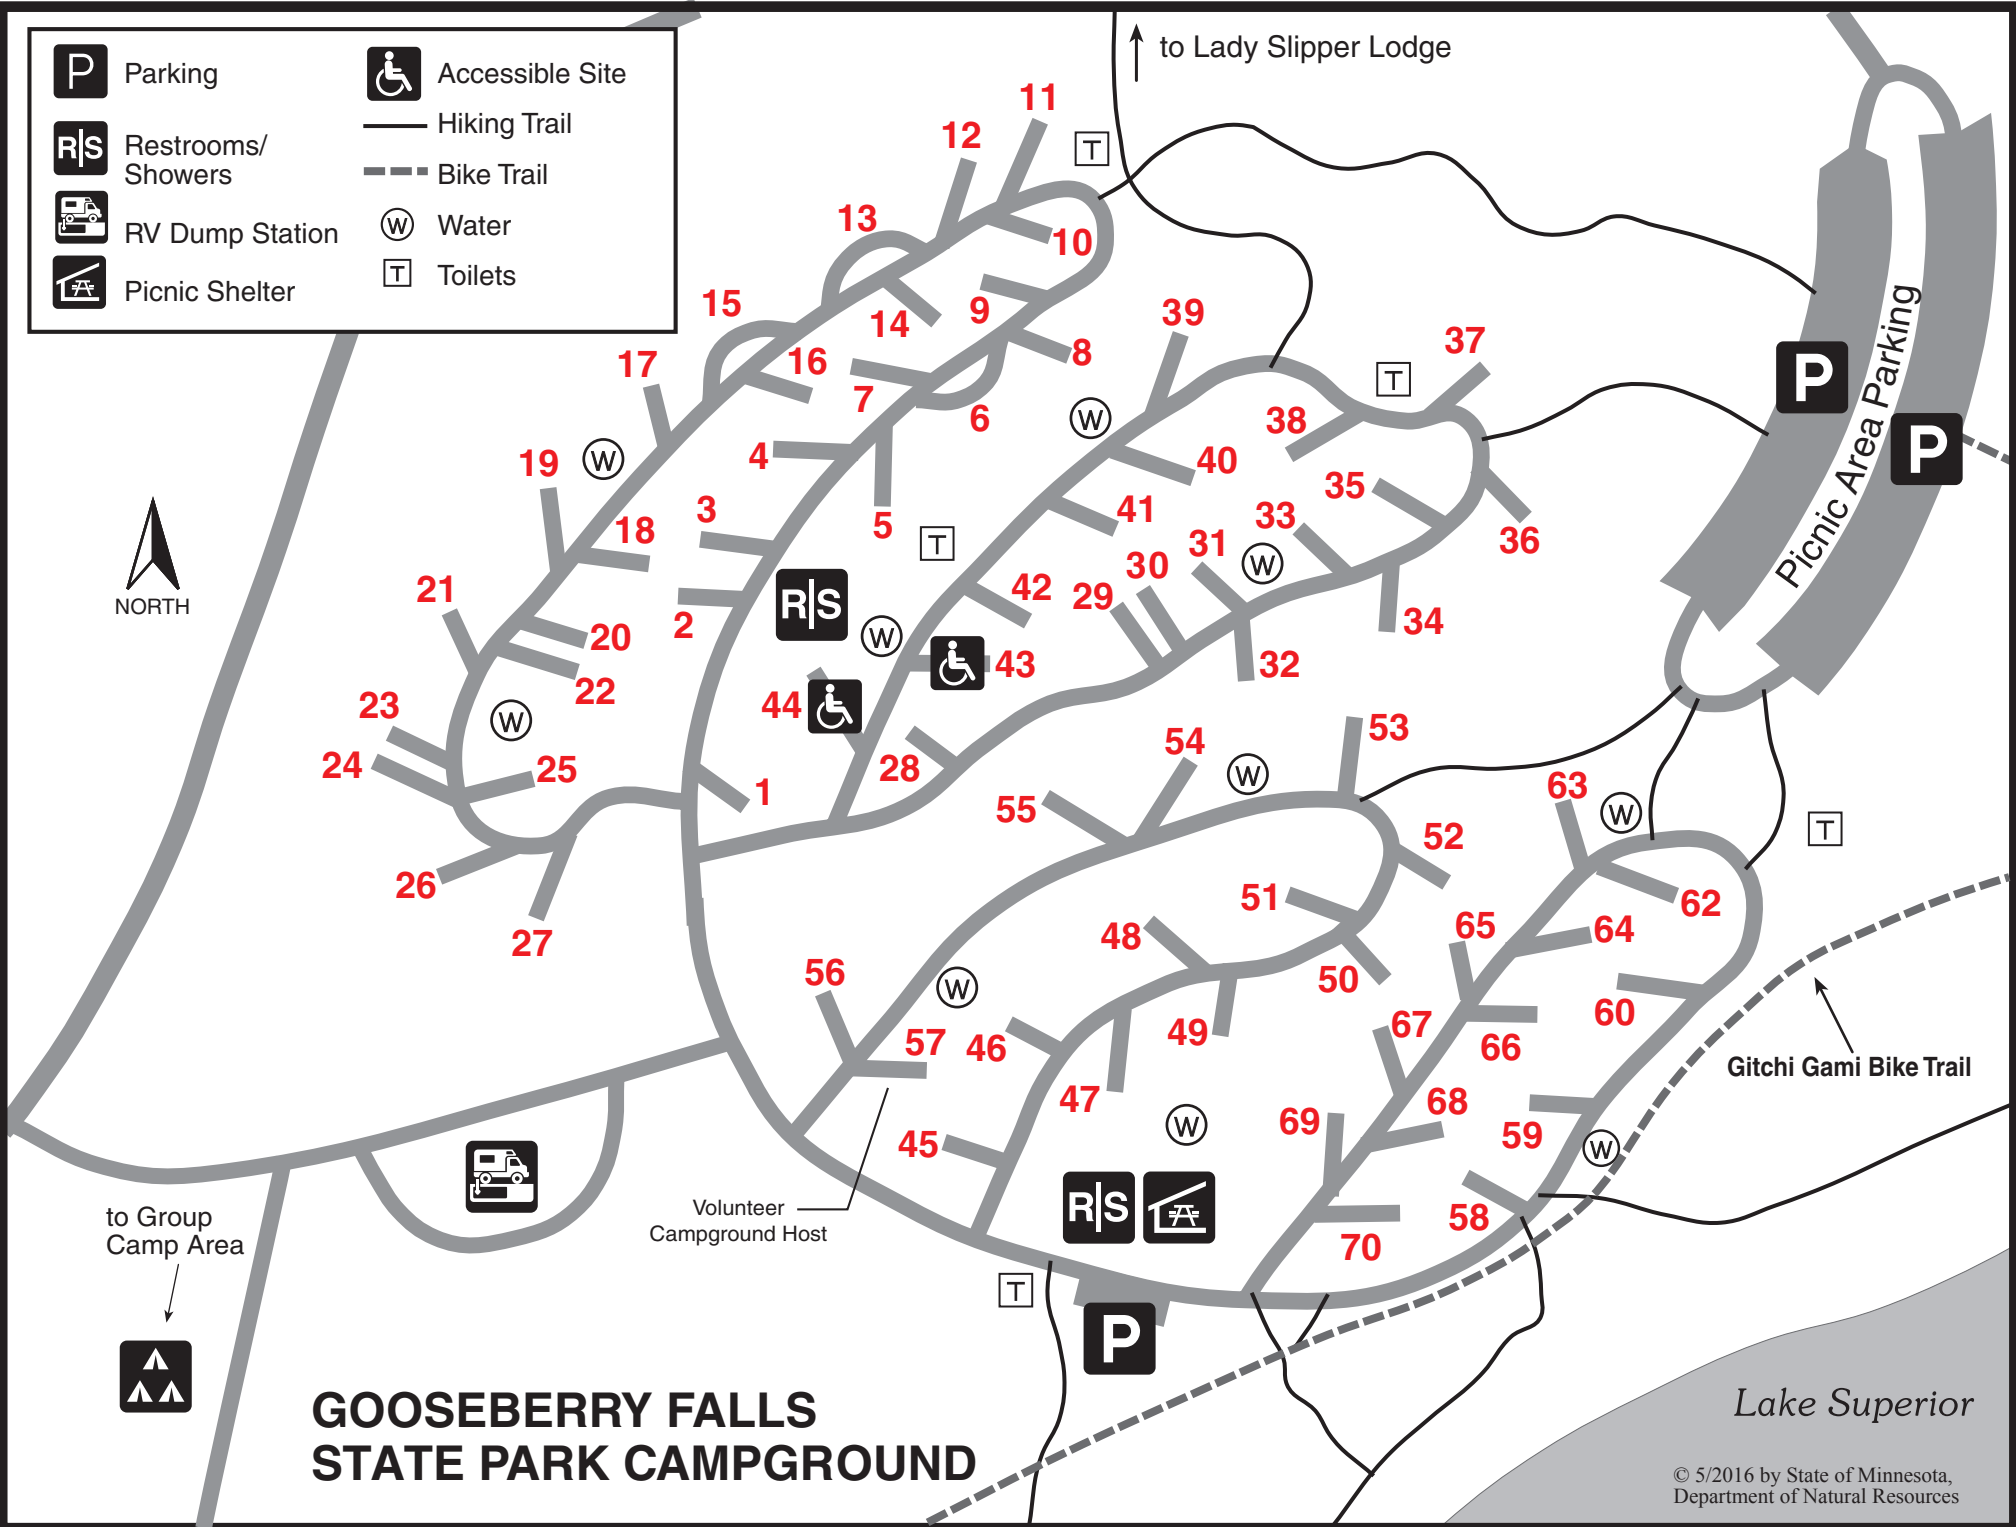 P Parking
R|S Restrooms/
Showers
RV Dump Station
Picnic Shelter
Accessible Site
Hiking Trail
Bike Trail
W Water
T Toilets
to Lady Slipper Lodge
11
12
T
13
10
15
9
14
39
8
37
16
17
T
7
6
W
38
4
40
19
W
35
3
41
5
33
18
36
T
31
W
30
21
42
29
NORTH
R|S
34
2
20
W
32
43
22
44
23
W
53
54
24
25
28
W
1
55
63
W
T
52
26
51
62
65
64
27
48
56
50
W
60
67
49
57
46
66
47
68
69
W
59
45
W
58
R|S
70
T
P
P
P
Picnic Area Parking
Gitchi Gami Bike Trail
Volunteer
Campground Host
to Group
Camp Area
GOOSEBERRY FALLS
STATE PARK CAMPGROUND
Lake Superior
© 5/2016 by State of Minnesota,
Department of Natural Resources